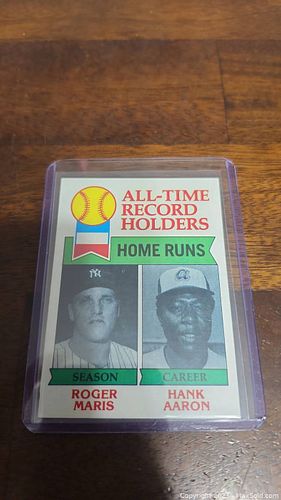 ALL-TIME
RECORD
HOLDERS
HOME RUNS
SEASON
CAREER
ROGER
MARIS
HANK
AARON